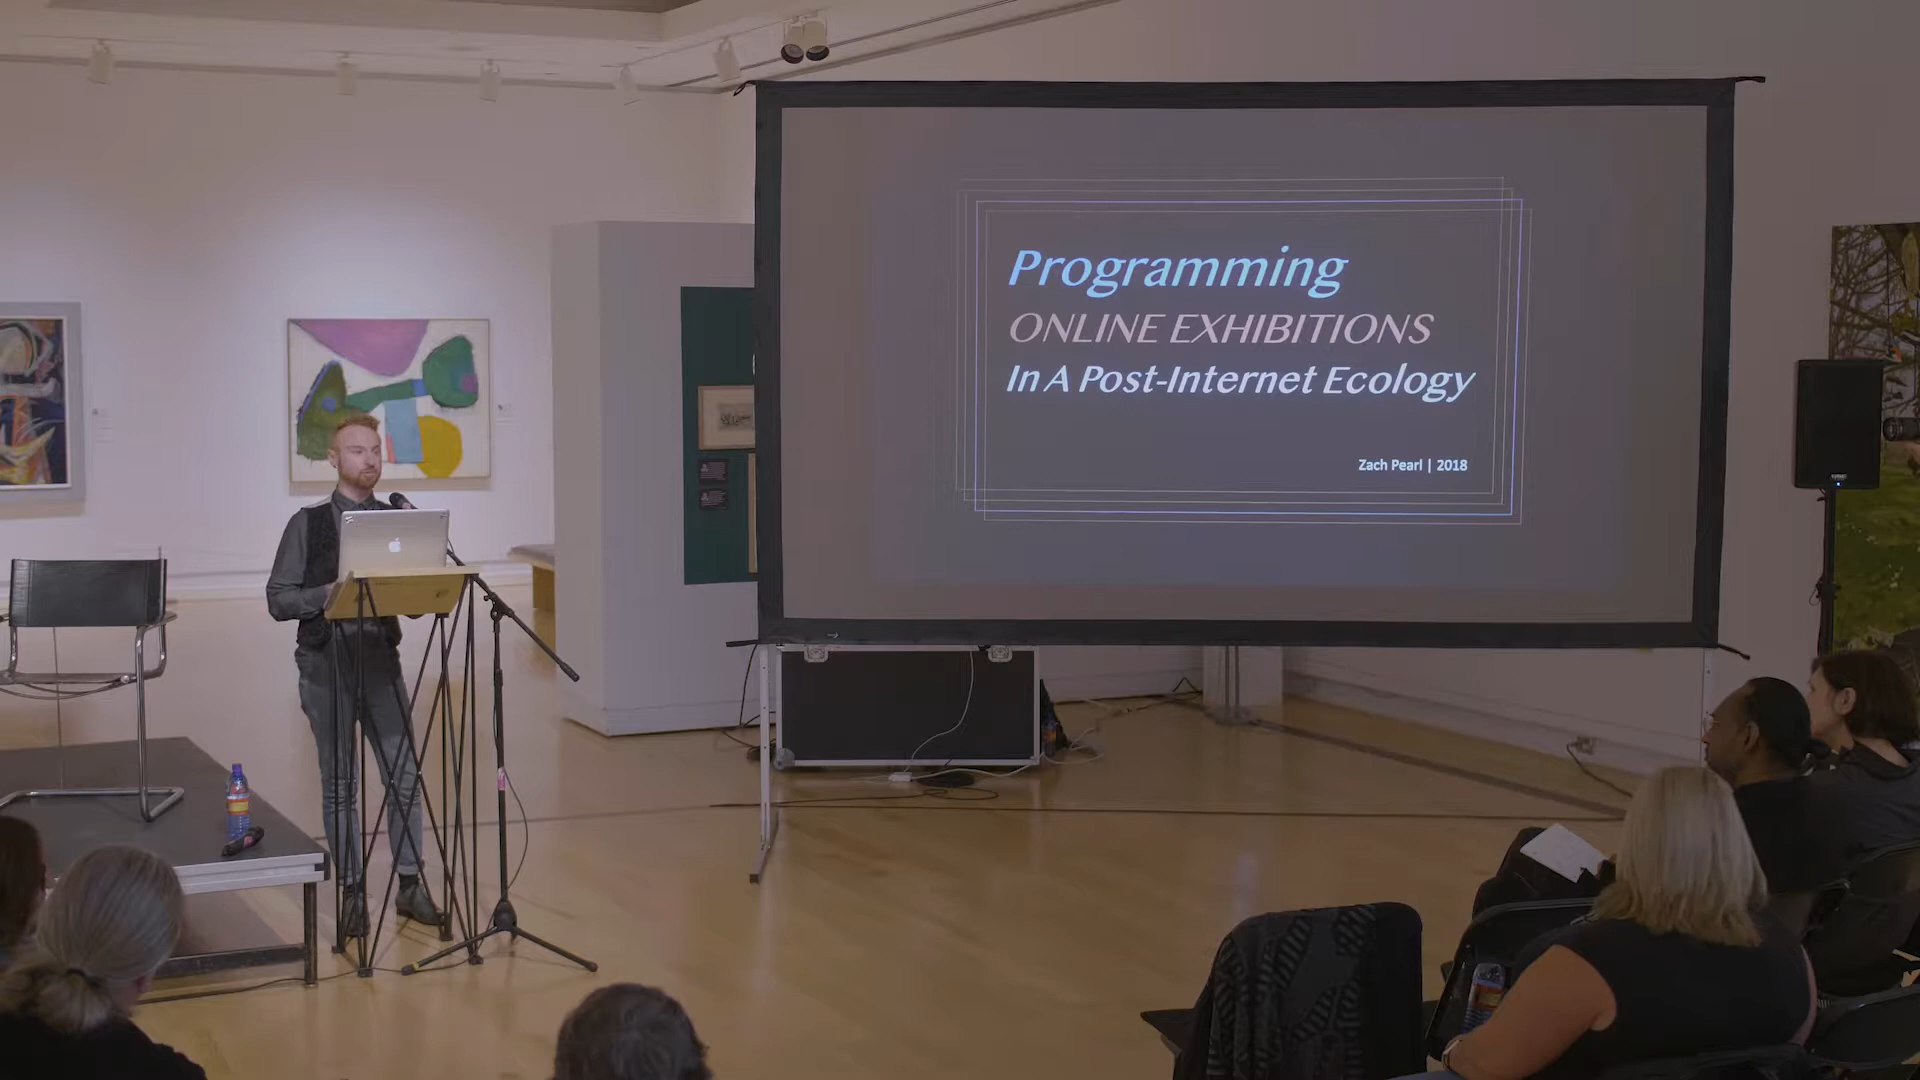 Programming
ONLINE EXHIBITIONS
In A Post-Internet Ecology
Zach Pearl | 2018